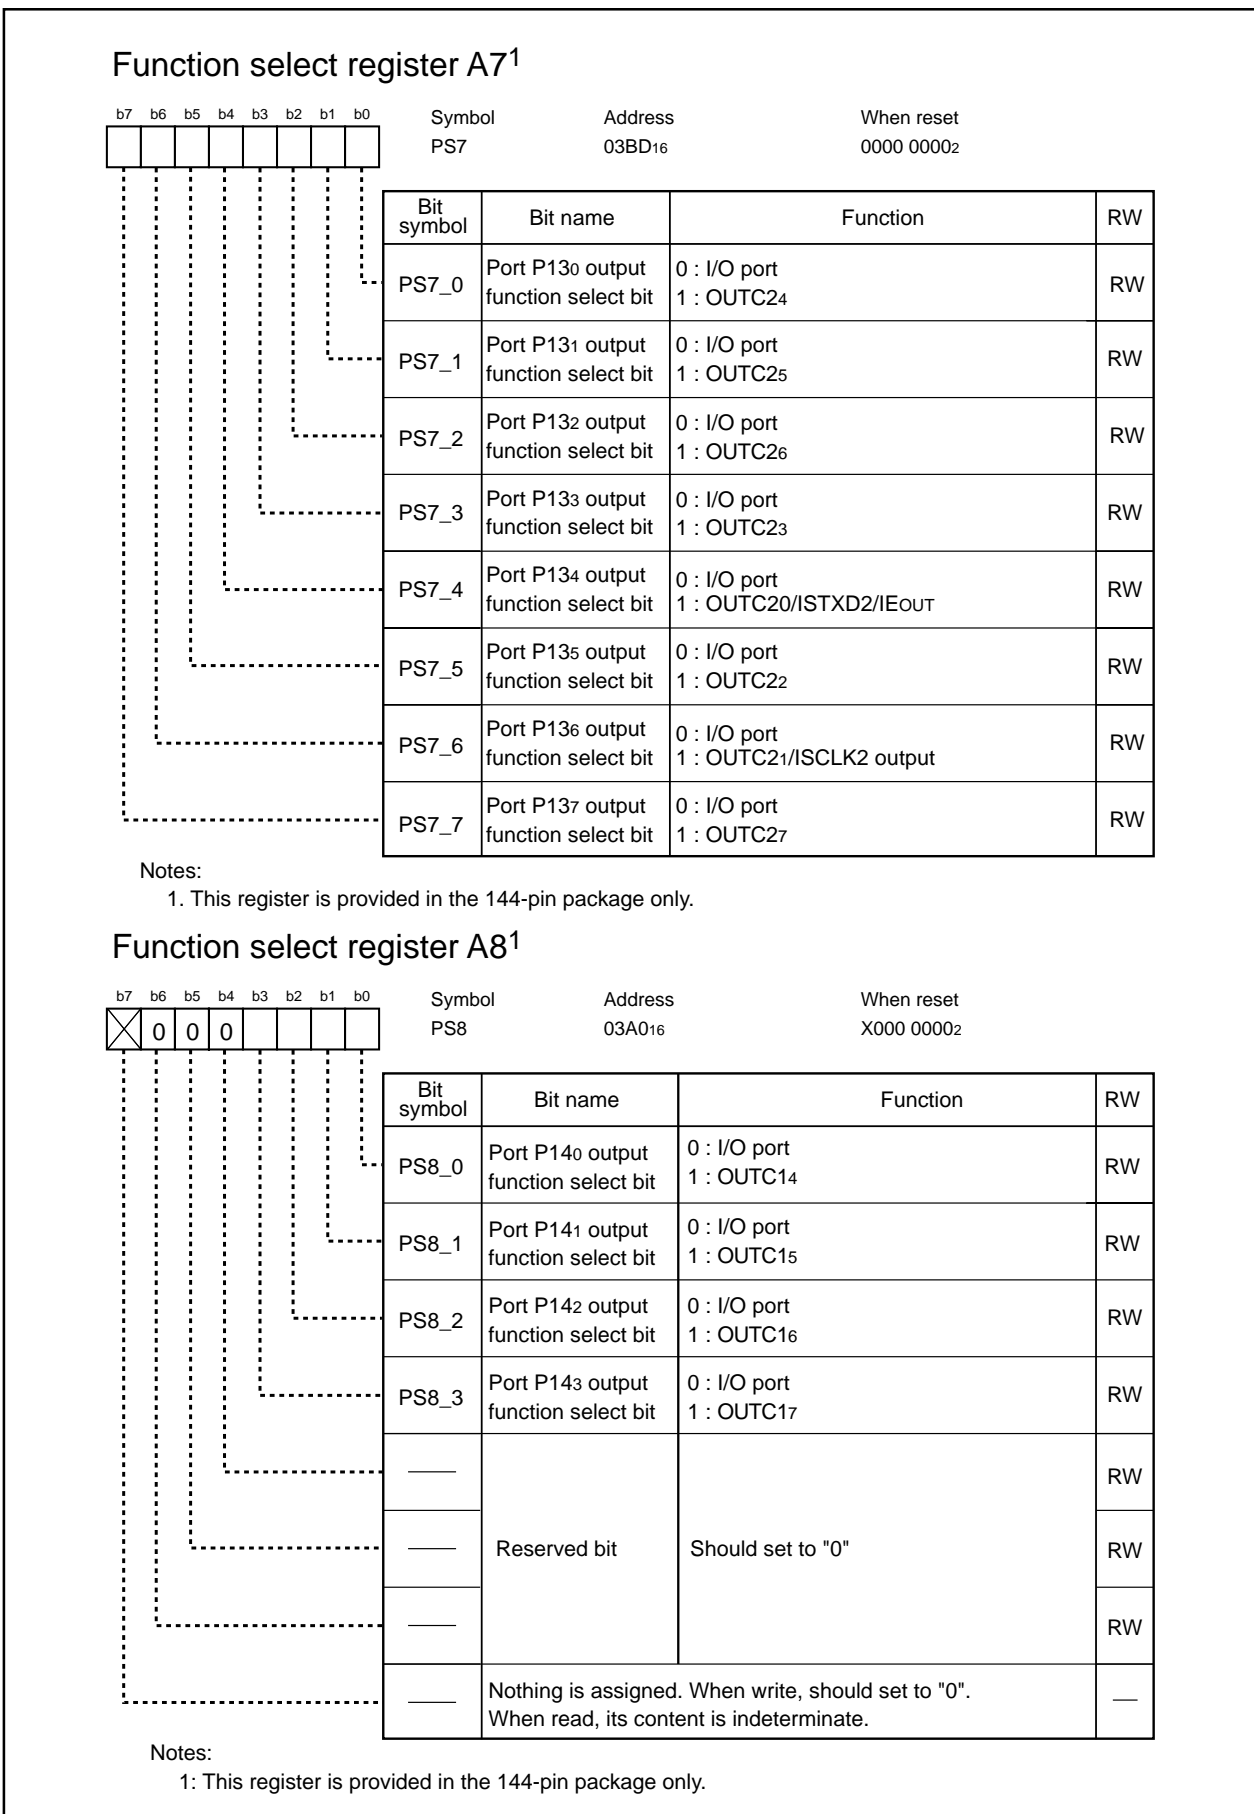 Function select register A7¹
b7 b6 b5 b4 b3 b2 b1 b0
Symbol Address When reset
PS7 03BD₁₆ 0000 0000₂
Bit symbol Bit name Function RW
PS7_0 Port P13₀ output function select bit 0 : I/O port 1 : OUTC2₄ RW
PS7_1 Port P13₁ output function select bit 0 : I/O port 1 : OUTC2₅ RW
PS7_2 Port P13₂ output function select bit 0 : I/O port 1 : OUTC2₆ RW
PS7_3 Port P13₃ output function select bit 0 : I/O port 1 : OUTC2₃ RW
PS7_4 Port P13₄ output function select bit 0 : I/O port 1 : OUTC20/ISTXD2/IEOUT RW
PS7_5 Port P13₅ output function select bit 0 : I/O port 1 : OUTC2₂ RW
PS7_6 Port P13₆ output function select bit 0 : I/O port 1 : OUTC2₁/ISCLK2 output RW
PS7_7 Port P13₇ output function select bit 0 : I/O port 1 : OUTC2₇ RW
Notes:
1. This register is provided in the 144-pin package only.
Function select register A8¹
b7 b6 b5 b4 b3 b2 b1 b0
0 0 0
Symbol Address When reset
PS8 03A0₁₆ X000 0000₂
Bit symbol Bit name Function RW
PS8_0 Port P14₀ output function select bit 0 : I/O port 1 : OUTC1₄ RW
PS8_1 Port P14₁ output function select bit 0 : I/O port 1 : OUTC1₅ RW
PS8_2 Port P14₂ output function select bit 0 : I/O port 1 : OUTC1₆ RW
PS8_3 Port P14₃ output function select bit 0 : I/O port 1 : OUTC1₇ RW
—— RW
—— Reserved bit Should set to "0" RW
—— RW
—— Nothing is assigned. When write, should set to "0". —
When read, its content is indeterminate.
Notes:
1: This register is provided in the 144-pin package only.